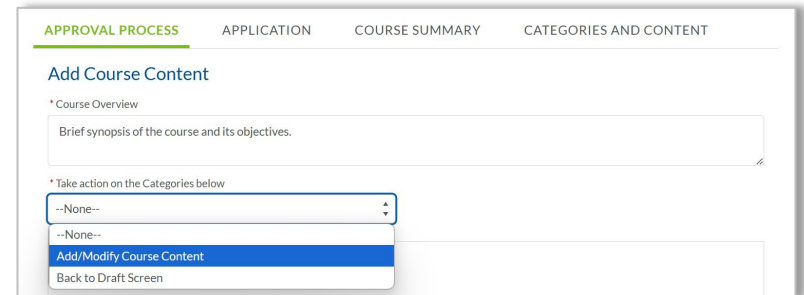 APPROVAL PROCESS APPLICATION COURSE SUMMARY CATEGORIES AND CONTENT
Add Course Content
* Course Overview
Brief synopsis of the course and its objectives.
* Take action on the Categories below
--None--
--None--
Add/Modify Course Content
Back to Draft Screen